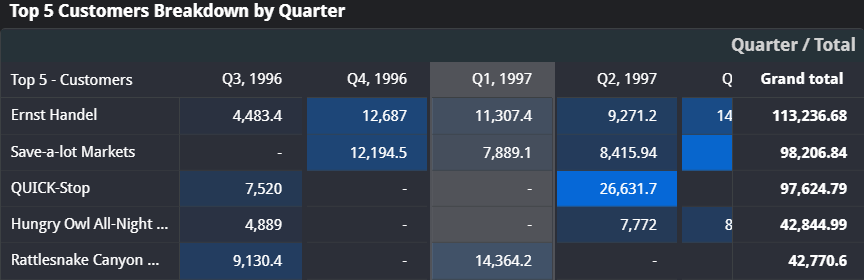 Top 5 Customers Breakdown by Quarter
Quarter / Total
Top 5 - Customers Q3, 1996 Q4, 1996 Q1, 1997 Q2, 1997 Q Grand total
Ernst Handel 4,483.4 12,687 11,307.4 9,271.2 14 113,236.68
Save-a-lot Markets - 12,194.5 7,889.1 8,415.94 98,206.84
QUICK-Stop 7,520 - - 26,631.7 97,624.79
Hungry Owl All-Night ... 4,889 - - 7,772 8 42,844.99
Rattlesnake Canyon ... 9,130.4 - 14,364.2 - 42,770.6